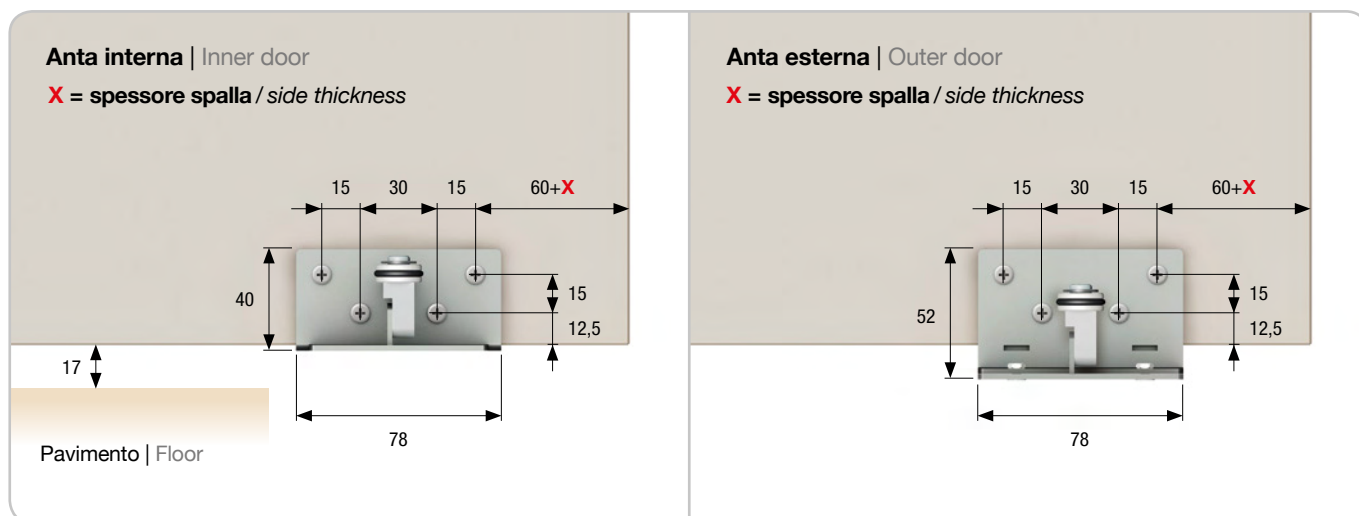 Anta interna | Inner door
X = spessore spalla / side thickness
15 30 15 60+X
40
15
12,5
17
78
Pavimento | Floor
Anta esterna | Outer door
X = spessore spalla / side thickness
15 30 15 60+X
52
15
12,5
78